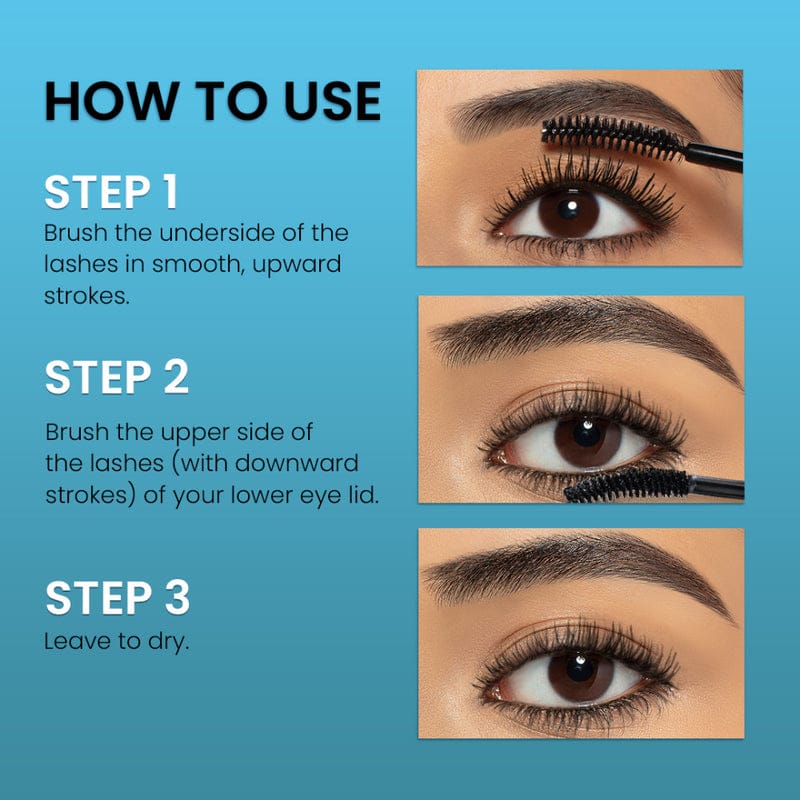 HOW TO USE
STEP 1
Brush the underside of the
lashes in smooth, upward
strokes.
STEP 2
Brush the upper side of
the lashes (with downward
strokes) of your lower eye lid.
STEP 3
Leave to dry.